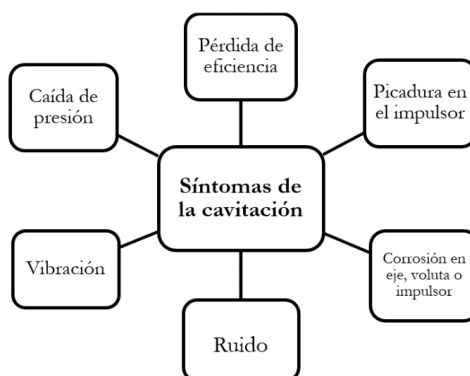 Pérdida de
eficiencia
Caída de
presión
Picadura en
el impulsor
Síntomas de
la cavitación
Vibración
Corrosión en
eje, voluta o
impulsor
Ruido